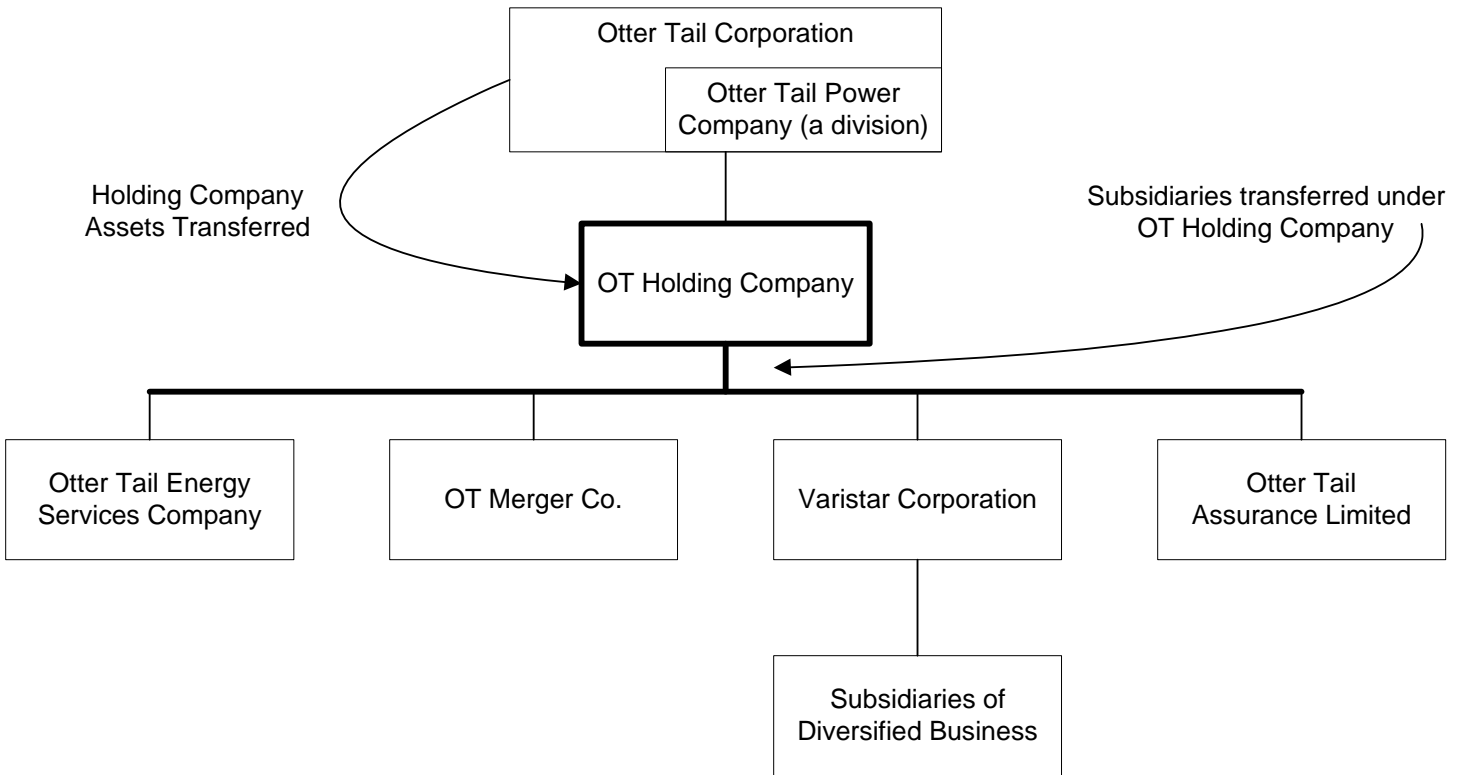 Otter Tail Corporation
Otter Tail Power
Company (a division)
Holding Company
Assets Transferred
Subsidiaries transferred under
OT Holding Company
OT Holding Company
Otter Tail Energy
Services Company
OT Merger Co.
Varistar Corporation
Otter Tail
Assurance Limited
Subsidiaries of
Diversified Business